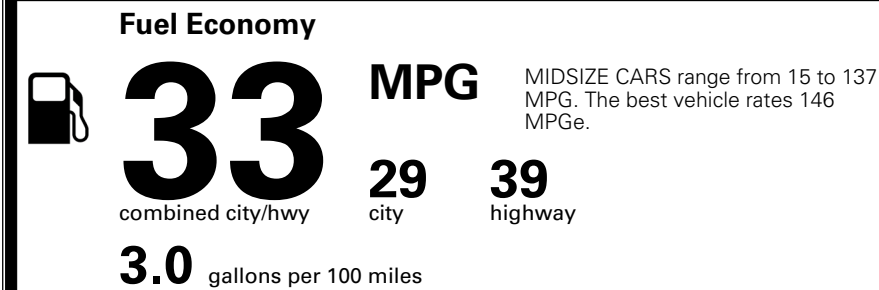 Fuel Economy
33 MPG
MIDSIZE CARS range from 15 to 137
MPG. The best vehicle rates 146
MPGe.
29 39
combined city/hwy city highway
3.0 gallons per 100 miles